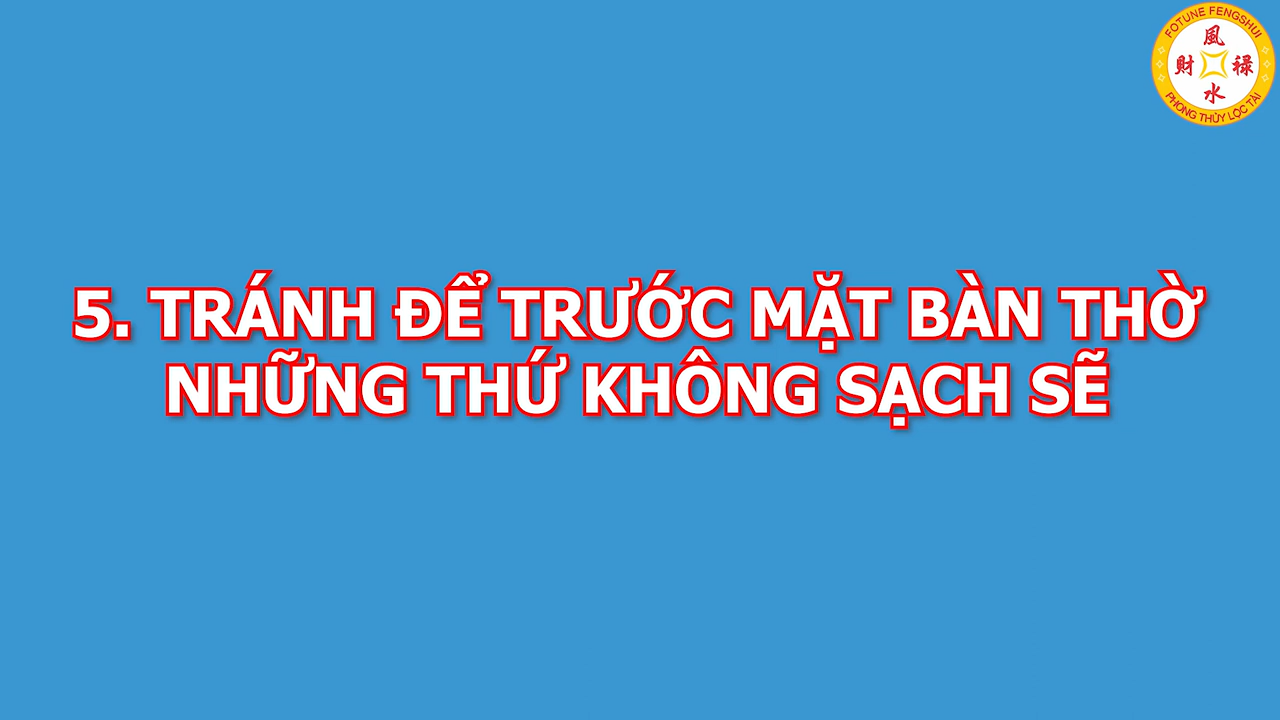 FOTUNE FENGSHUI
風
財 禄
水
PHONG THỦY LỘC TÀI
5. TRÁNH ĐỂ TRƯỚC MẶT BÀN THỜ
NHỮNG THỨ KHÔNG SẠCH SẼ